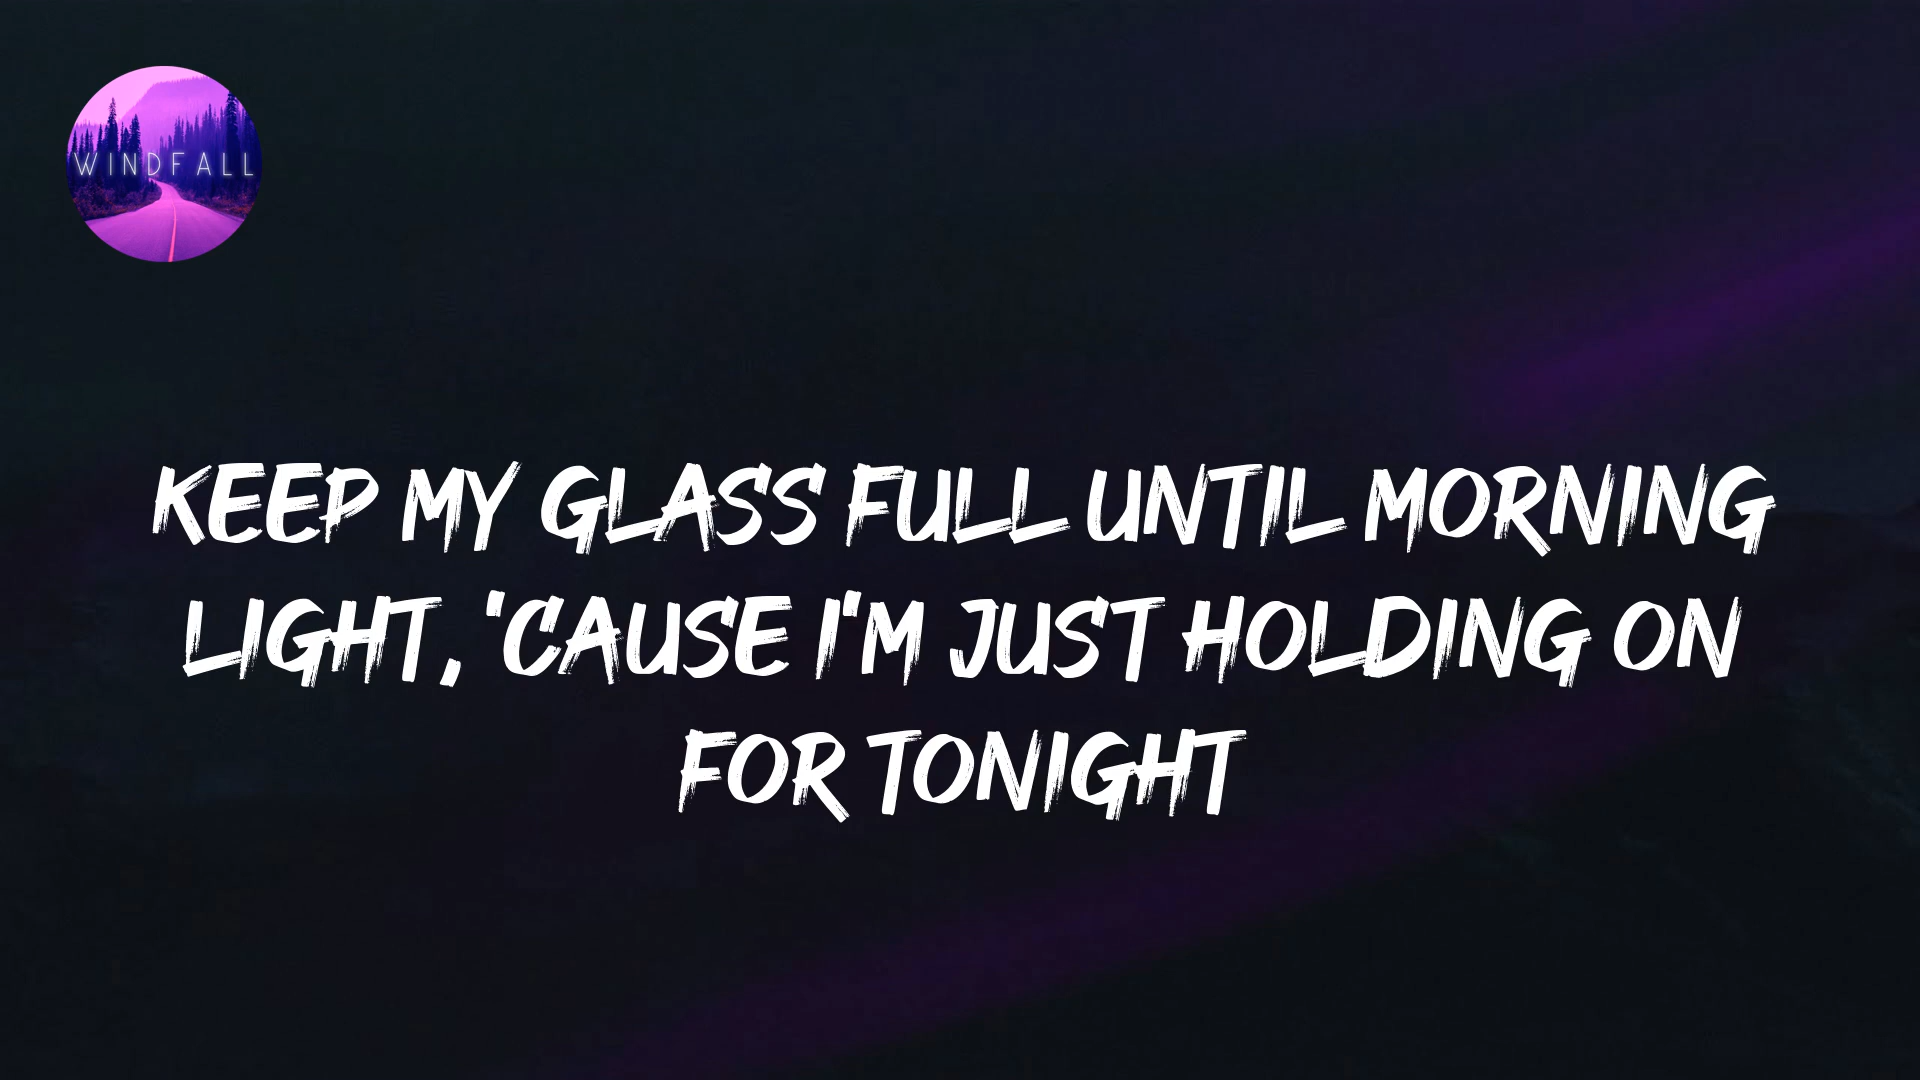 WINDFALL
KEEP MY GLASS FULL UNTIL MORNING
LIGHT, 'CAUSE I'M JUST HOLDING ON
FOR TONIGHT